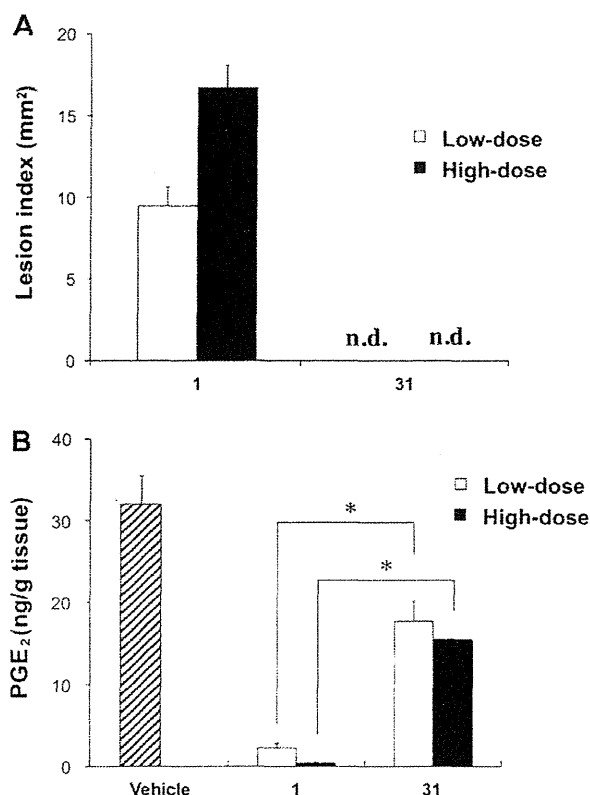 A
Lesion index (mm²)
20
15
10
5
0
Low-dose
High-dose
n.d. n.d.
1 31
B
PGE₂ (ng/g tissue)
40
30
20
10
0
Low-dose
High-dose
*
*
Vehicle 1 31